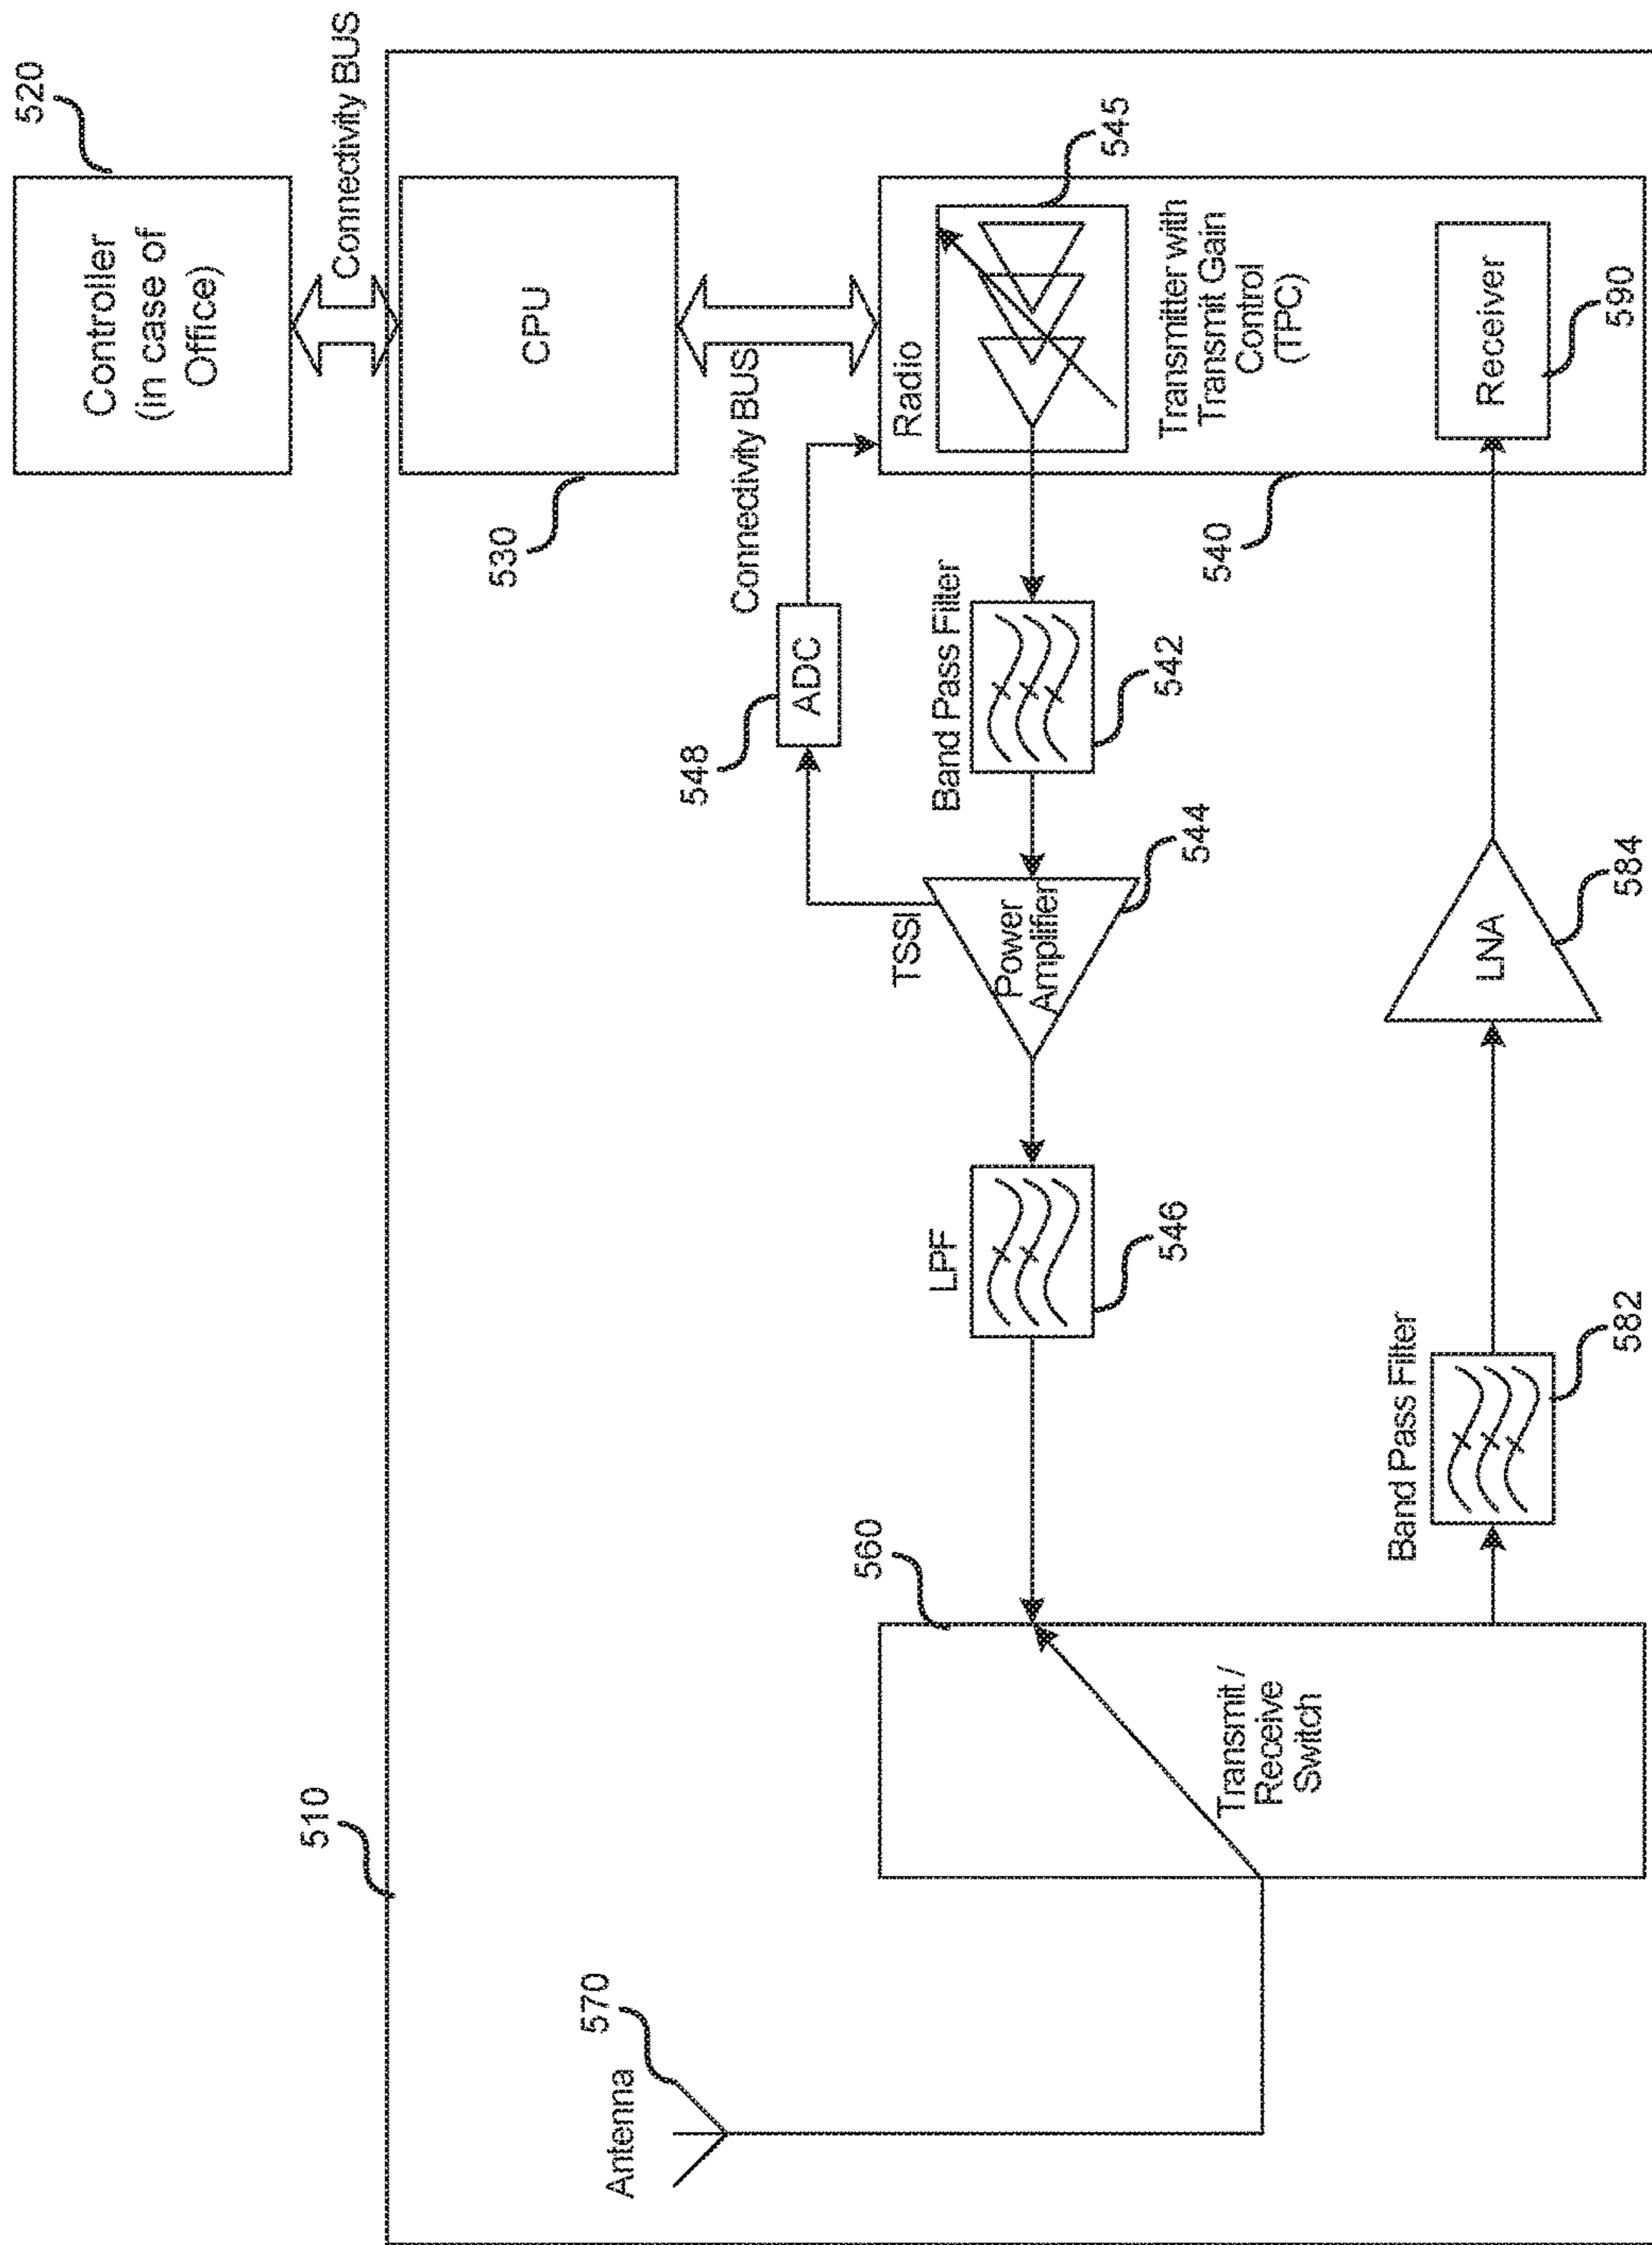 520
Controller
(in case of
Office)
Connectivity BUS
510
CPU
530
Connectivity BUS
570
Antenna
560
Transmit /
Receive
Switch
LPF
546
TSSI
Power
Amplifier
544
548
ADC
Band Pass Filter
542
Radio
545
Transmitter with
Transmit Gain
Control
(TPC)
540
Band Pass Filter
582
LNA
584
Receiver
590